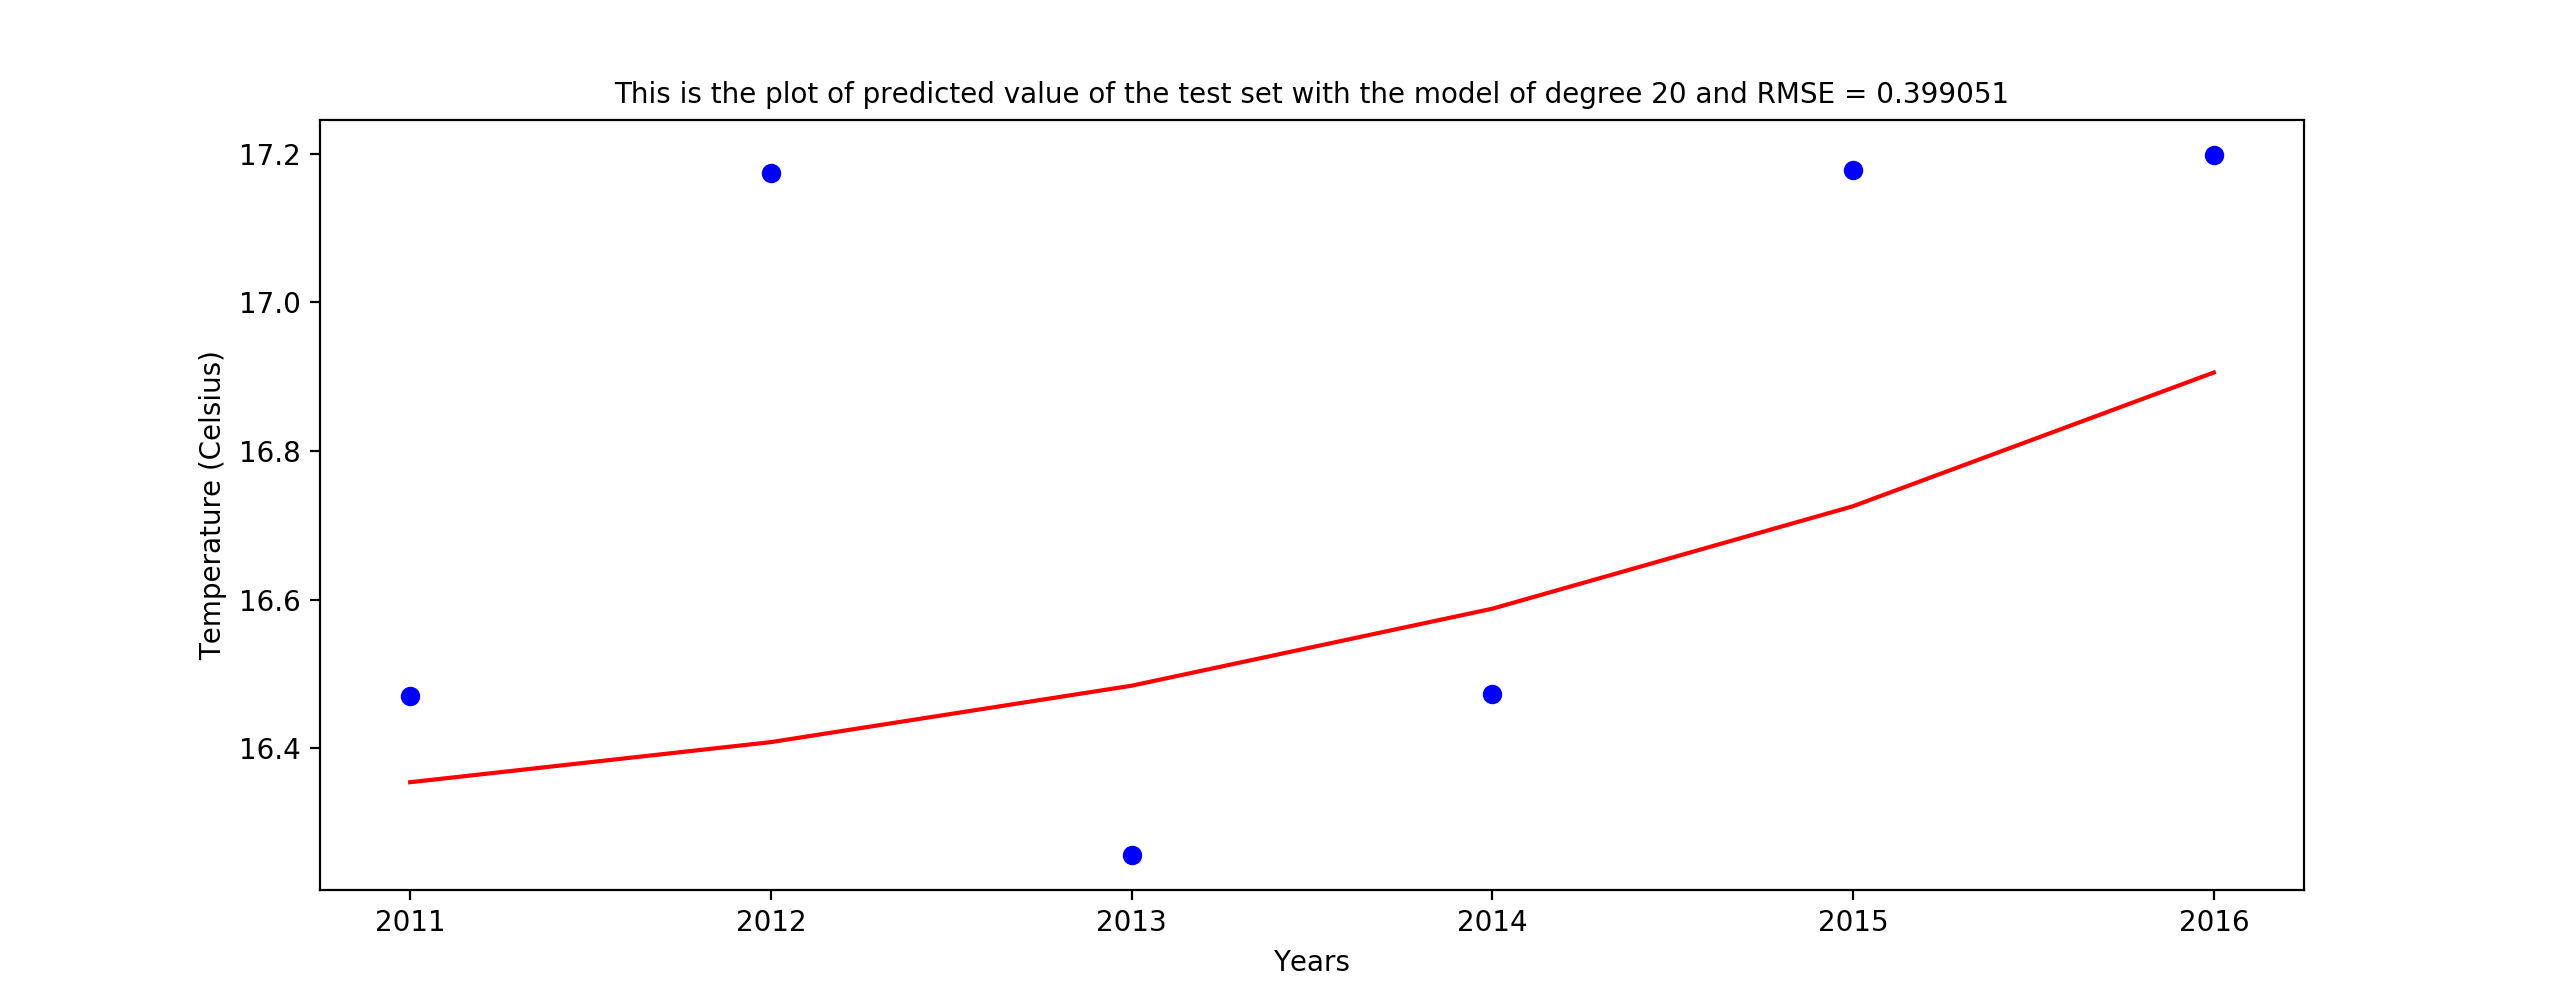 This is the plot of predicted value of the test set with the model of degree 20 and RMSE = 0.399051
17.2
17.0
16.8
16.6
16.4
Temperature (Celsius)
2011 2012 2013 2014 2015 2016
Years